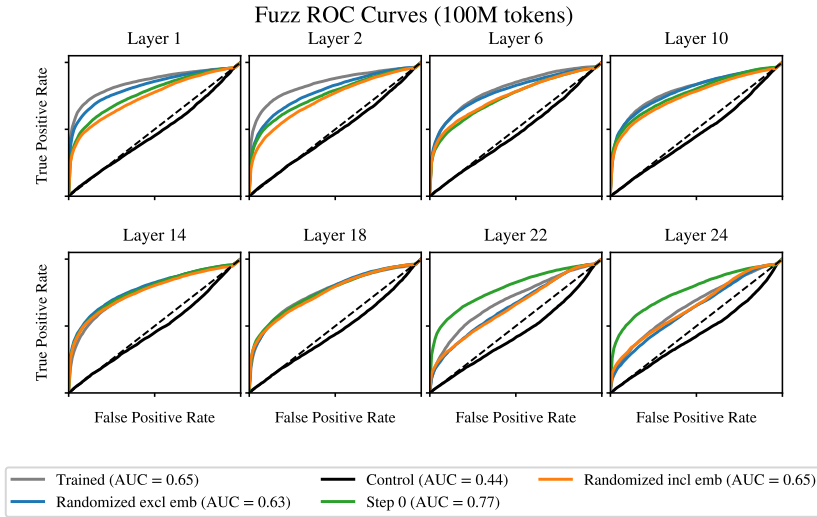 Fuzz ROC Curves (100M tokens)
Layer 1
Layer 2
Layer 6
Layer 10
True Positive Rate
Layer 14
Layer 18
Layer 22
Layer 24
True Positive Rate
False Positive Rate
False Positive Rate
False Positive Rate
False Positive Rate
Trained (AUC = 0.65)
Control (AUC = 0.44)
Randomized incl emb (AUC = 0.65)
Randomized excl emb (AUC = 0.63)
Step 0 (AUC = 0.77)